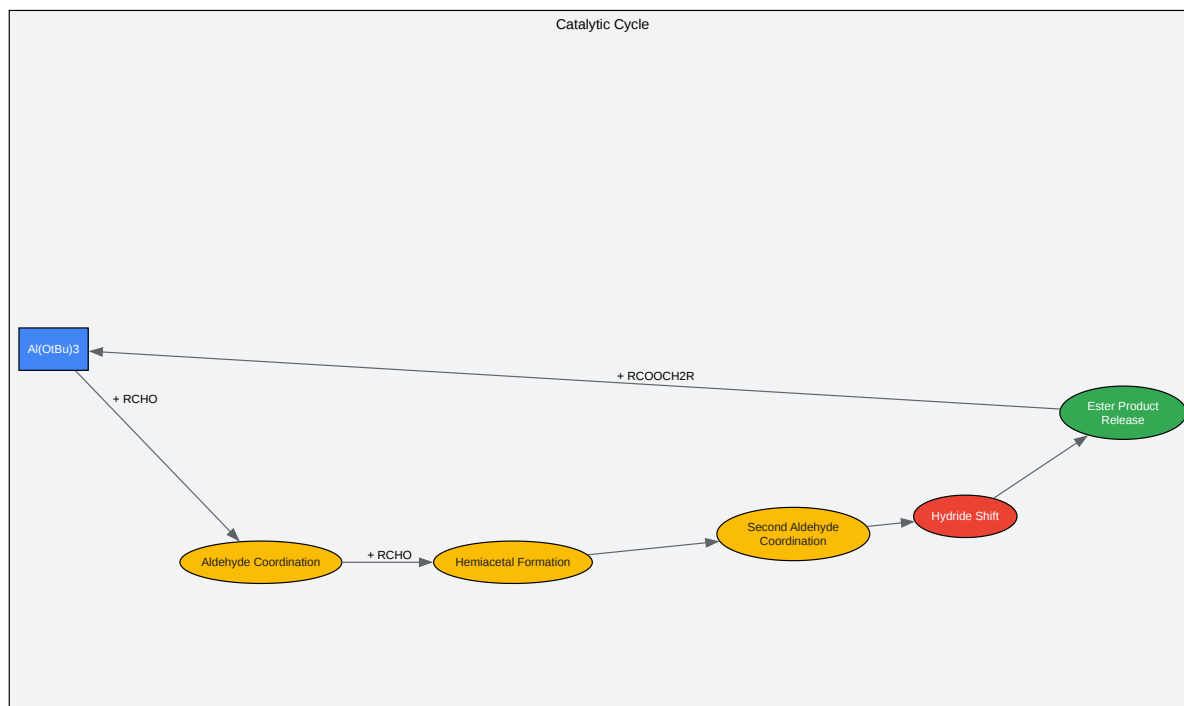 Catalytic Cycle
Al(OtBu)3
+ RCOOCH2R
+ RCHO
Ester Product
Release
Second Aldehyde
Coordination
Hydride Shift
Aldehyde Coordination
+ RCHO
Hemiacetal Formation